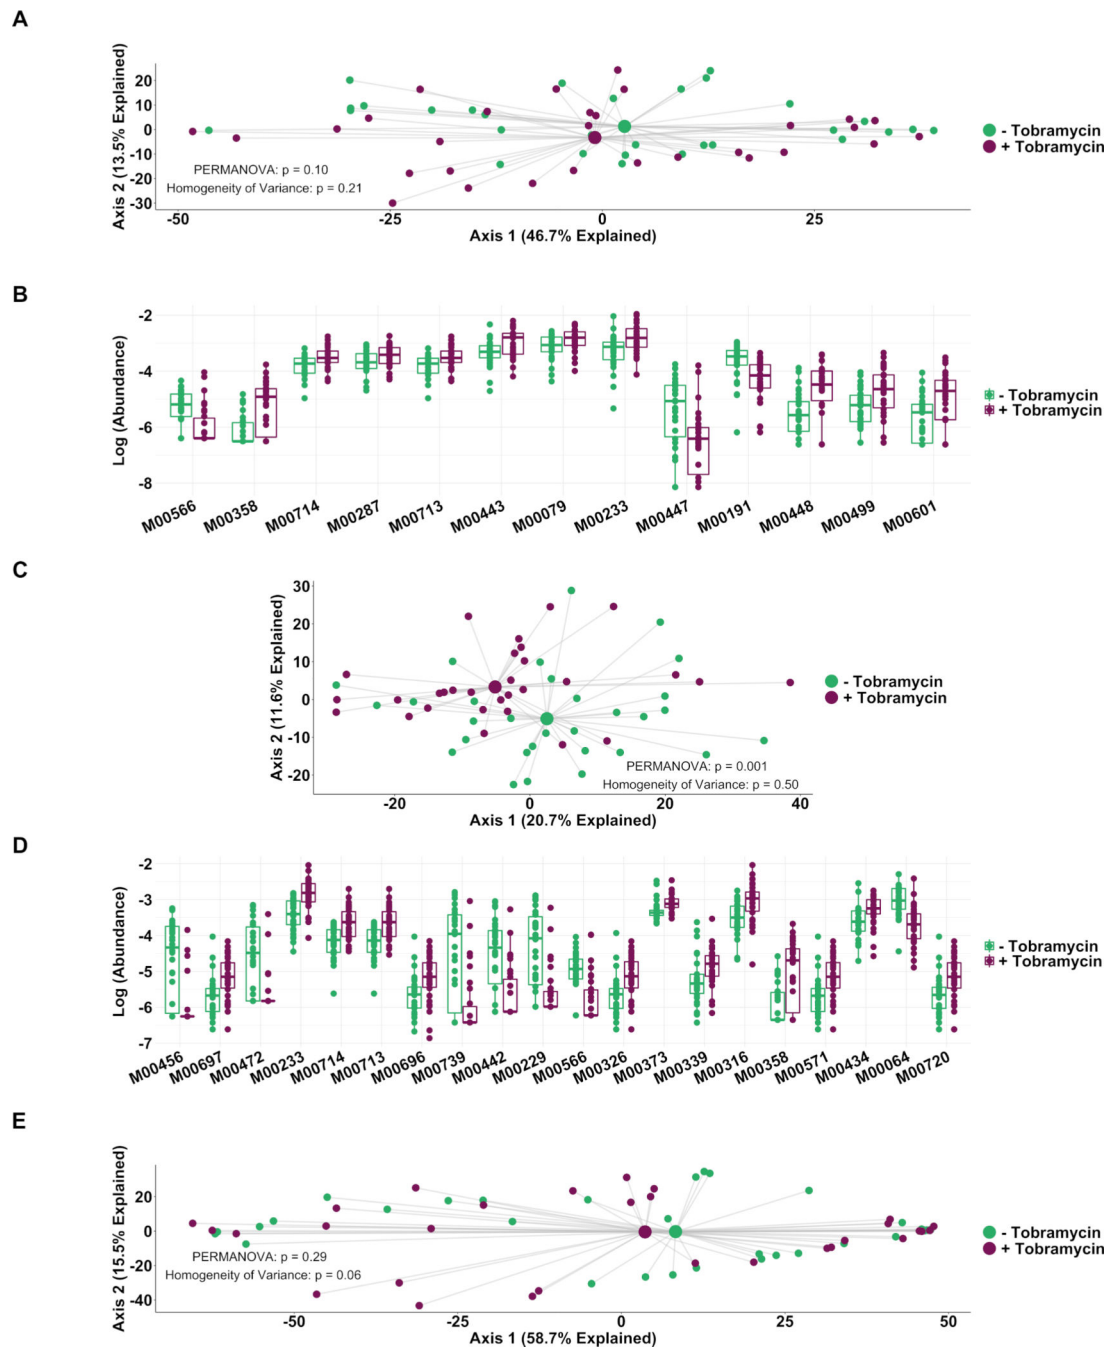 A
Axis 2 (13.5% Explained)
20
10
0
-10
-20
-30
PERMANOVA: p = 0.10
Homogeneity of Variance: p = 0.21
-50
-25
0
25
Axis 1 (46.7% Explained)
- Tobramycin
+ Tobramycin
B
Log (Abundance)
-2
-4
-6
-8
M00566
M00358
M00714
M00287
M00713
M00443
M00079
M00233
M00447
M00191
M00448
M00499
M00601
- Tobramycin
+ Tobramycin
C
Axis 2 (11.6% Explained)
30
20
10
0
-10
-20
PERMANOVA: p = 0.001
Homogeneity of Variance: p = 0.50
-20
0
20
40
Axis 1 (20.7% Explained)
- Tobramycin
+ Tobramycin
D
Log (Abundance)
-2
-3
-4
-5
-6
-7
M00456
M00697
M00472
M00233
M00714
M00713
M00696
M00739
M00442
M00229
M00566
M00326
M00373
M00339
M00316
M00358
M00571
M00434
M00064
M00720
- Tobramycin
+ Tobramycin
E
Axis 2 (15.5% Explained)
20
0
-20
-40
PERMANOVA: p = 0.29
Homogeneity of Variance: p = 0.06
-50
-25
0
25
50
Axis 1 (58.7% Explained)
- Tobramycin
+ Tobramycin